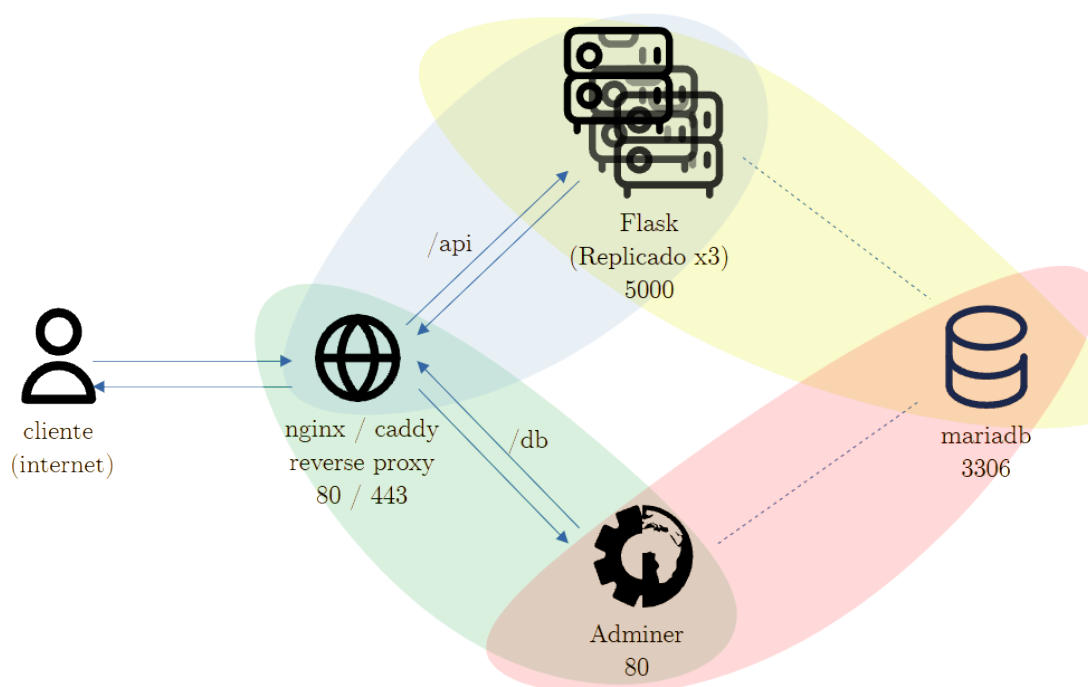 Flask
(Replicado x3)
5000
/api
cliente
(internet)
nginx / caddy
reverse proxy
80 / 443
/db
mariadb
3306
Adminer
80